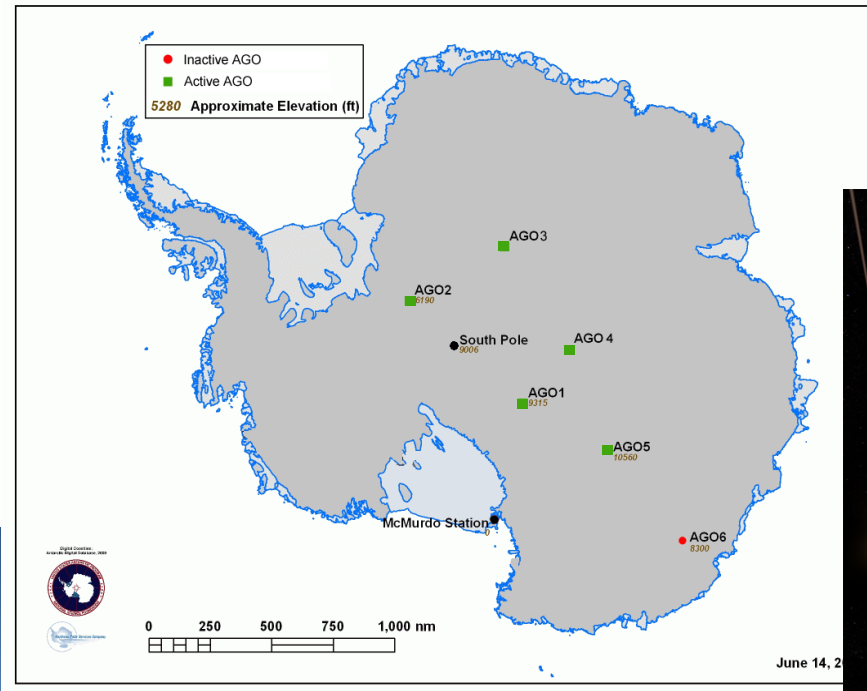 Inactive AGO
Active AGO
5280 Approximate Elevation (ft)
AGO3
AGO2
6190
South Pole
9006
AGO 4
AGO1
9315
AGO5
10560
McMurdo Station
0
AGO6
8300
0 250 500 750 1,000 nm
June 14, 20